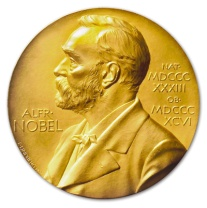 ALFR·
NOBEL
NAT·
MDCCC
XXXIII
OB·
MDCCC
XCVI